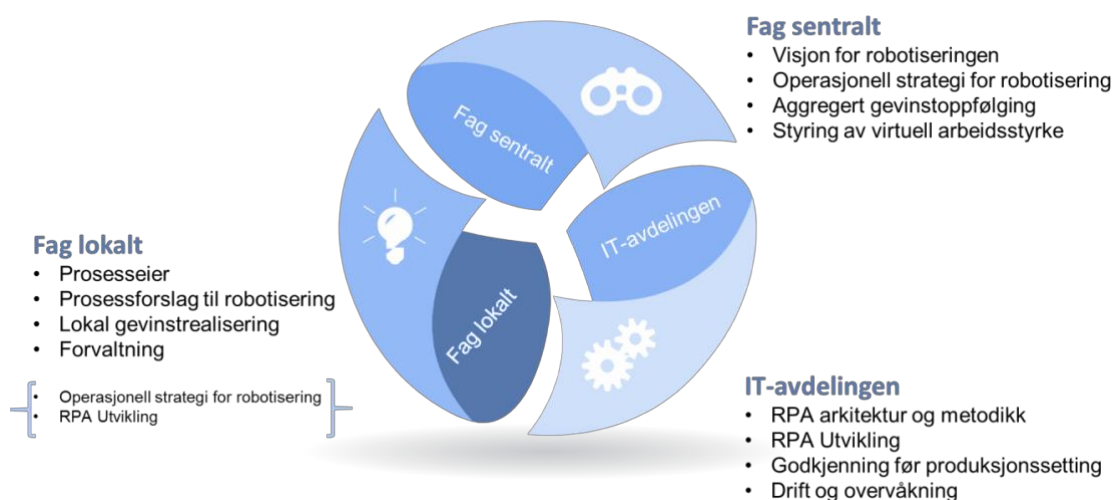 Fag sentralt
• Visjon for robotiseringen
• Operasjonell strategi for robotisering
• Aggregert gevinstoppfølging
• Styring av virtuell arbeidsstyrke
Fag sentralt
IT-avdelingen
Fag lokalt
Fag lokalt
• Prosesseier
• Prosessforslag til robotisering
• Lokal gevinstrealisering
• Forvaltning
• Operasjonell strategi for robotisering
• RPA Utvikling
IT-avdelingen
• RPA arkitektur og metodikk
• RPA Utvikling
• Godkjenning før produksjonssetting
• Drift og overvåkning